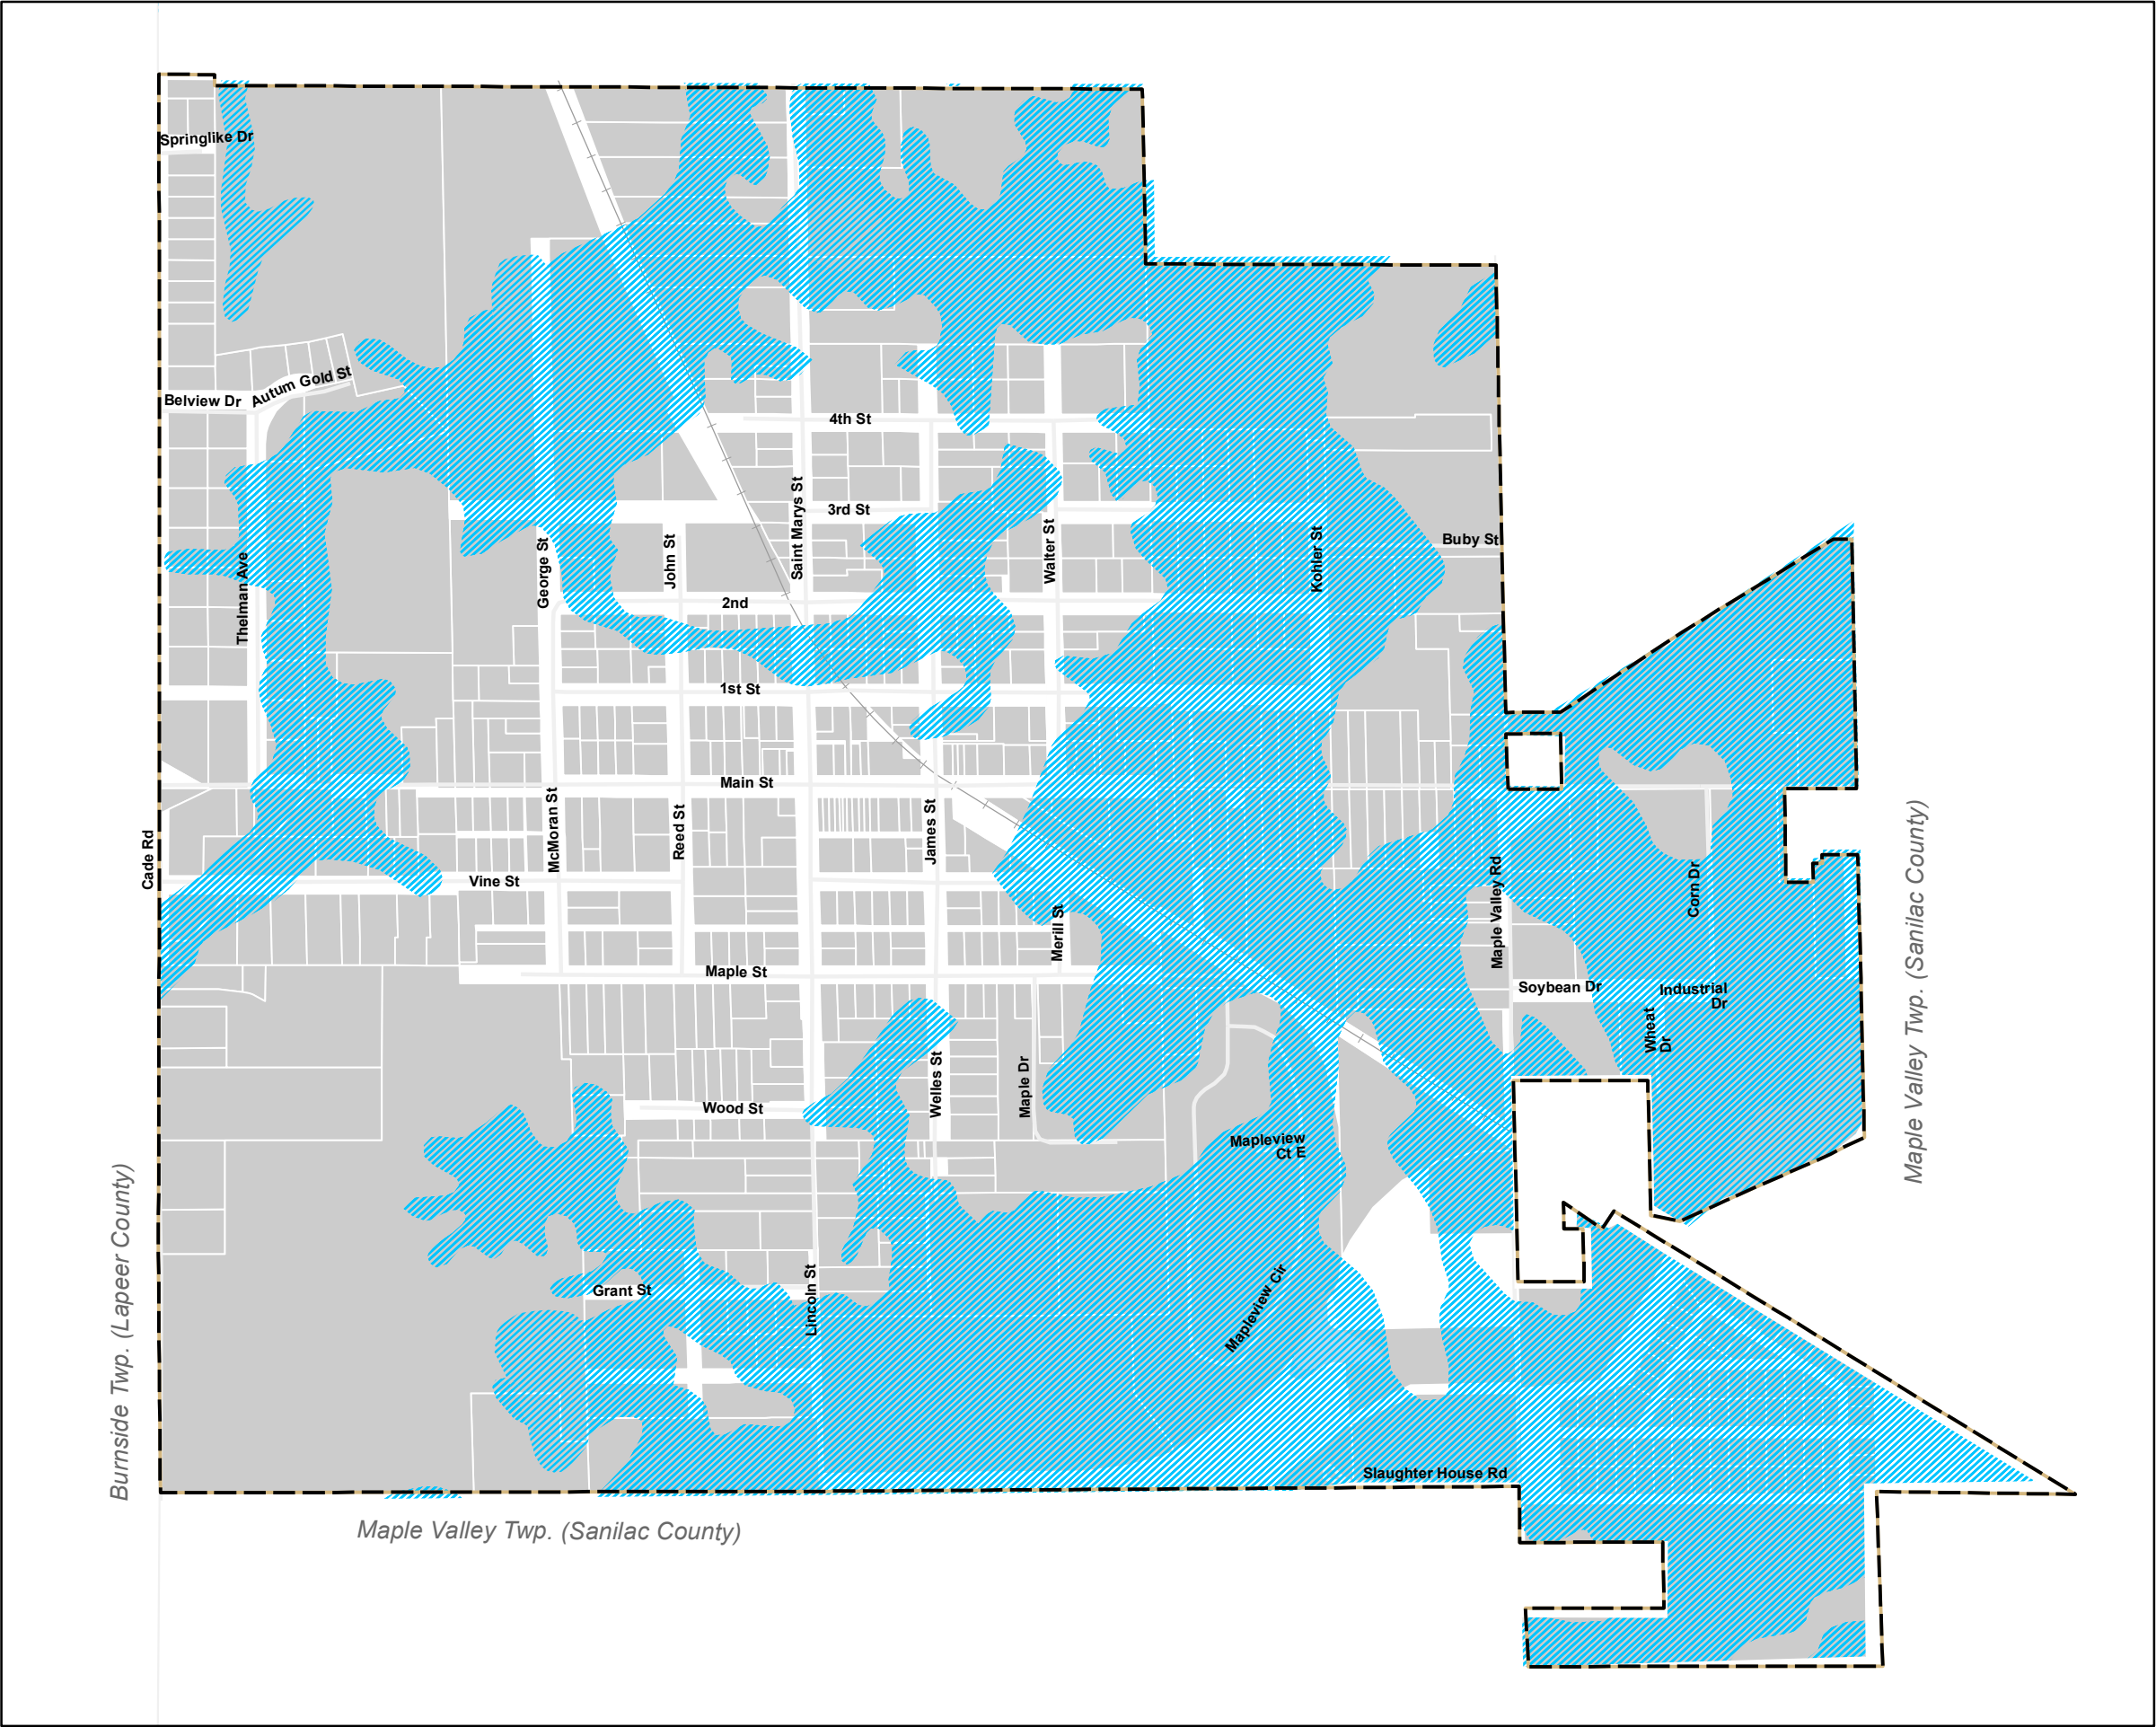 Springlike Dr
Belview Dr
Autum Gold St
4th St
Saint Marys St
3rd St
Walter St
Kohler St
Buby St
Thelman Ave
George St
John St
2nd
1st St
Main St
McMoran St
Reed St
James St
Cade Rd
Vine St
Merill St
Maple Valley Rd
Corn Dr
Maple Valley Twp. (Sanilac County)
Maple St
Soybean Dr
Industrial
Dr
Wheat
Dr
Welles St
Maple Dr
Wood St
Mapleview
Ct E
Burnside Twp. (Lapeer County)
Grant St
Lincoln St
Mapleview Cir
Slaughter House Rd
Maple Valley Twp. (Sanilac County)